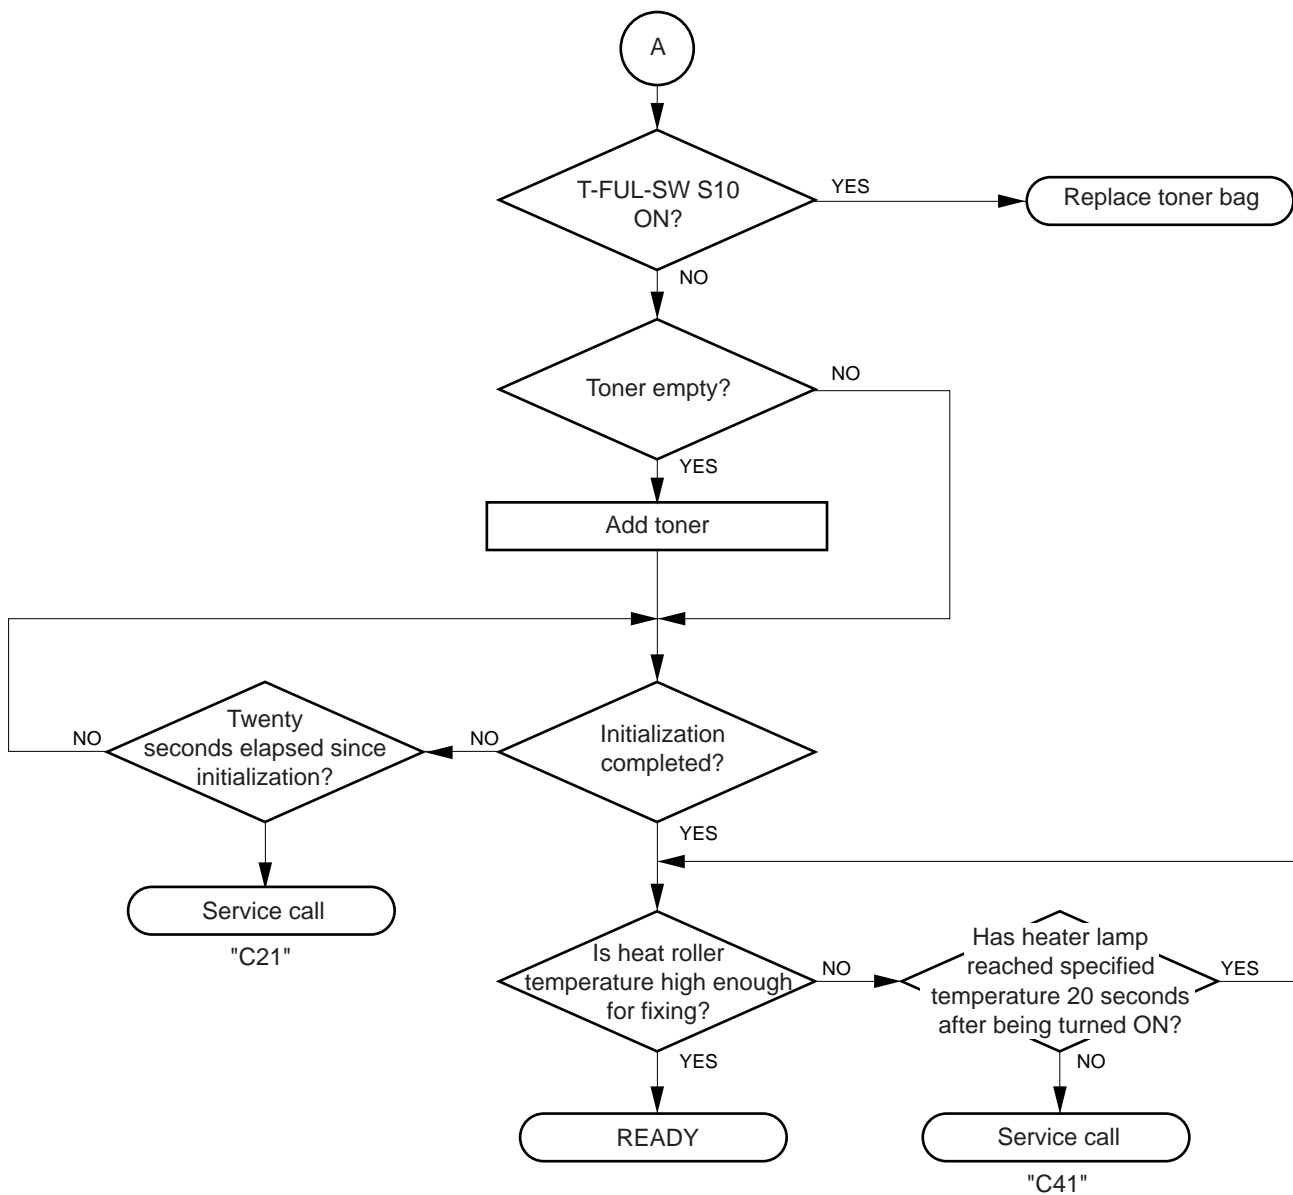 A
T-FUL-SW S10
ON?
YES
Replace toner bag
NO
Toner empty?
NO
YES
Add toner
Twenty
seconds elapsed since
initialization?
NO
NO
Initialization
completed?
YES
Service call
"C21"
Is heat roller
temperature high enough
for fixing?
NO
Has heater lamp
reached specified
temperature 20 seconds
after being turned ON?
YES
YES
NO
READY
Service call
"C41"